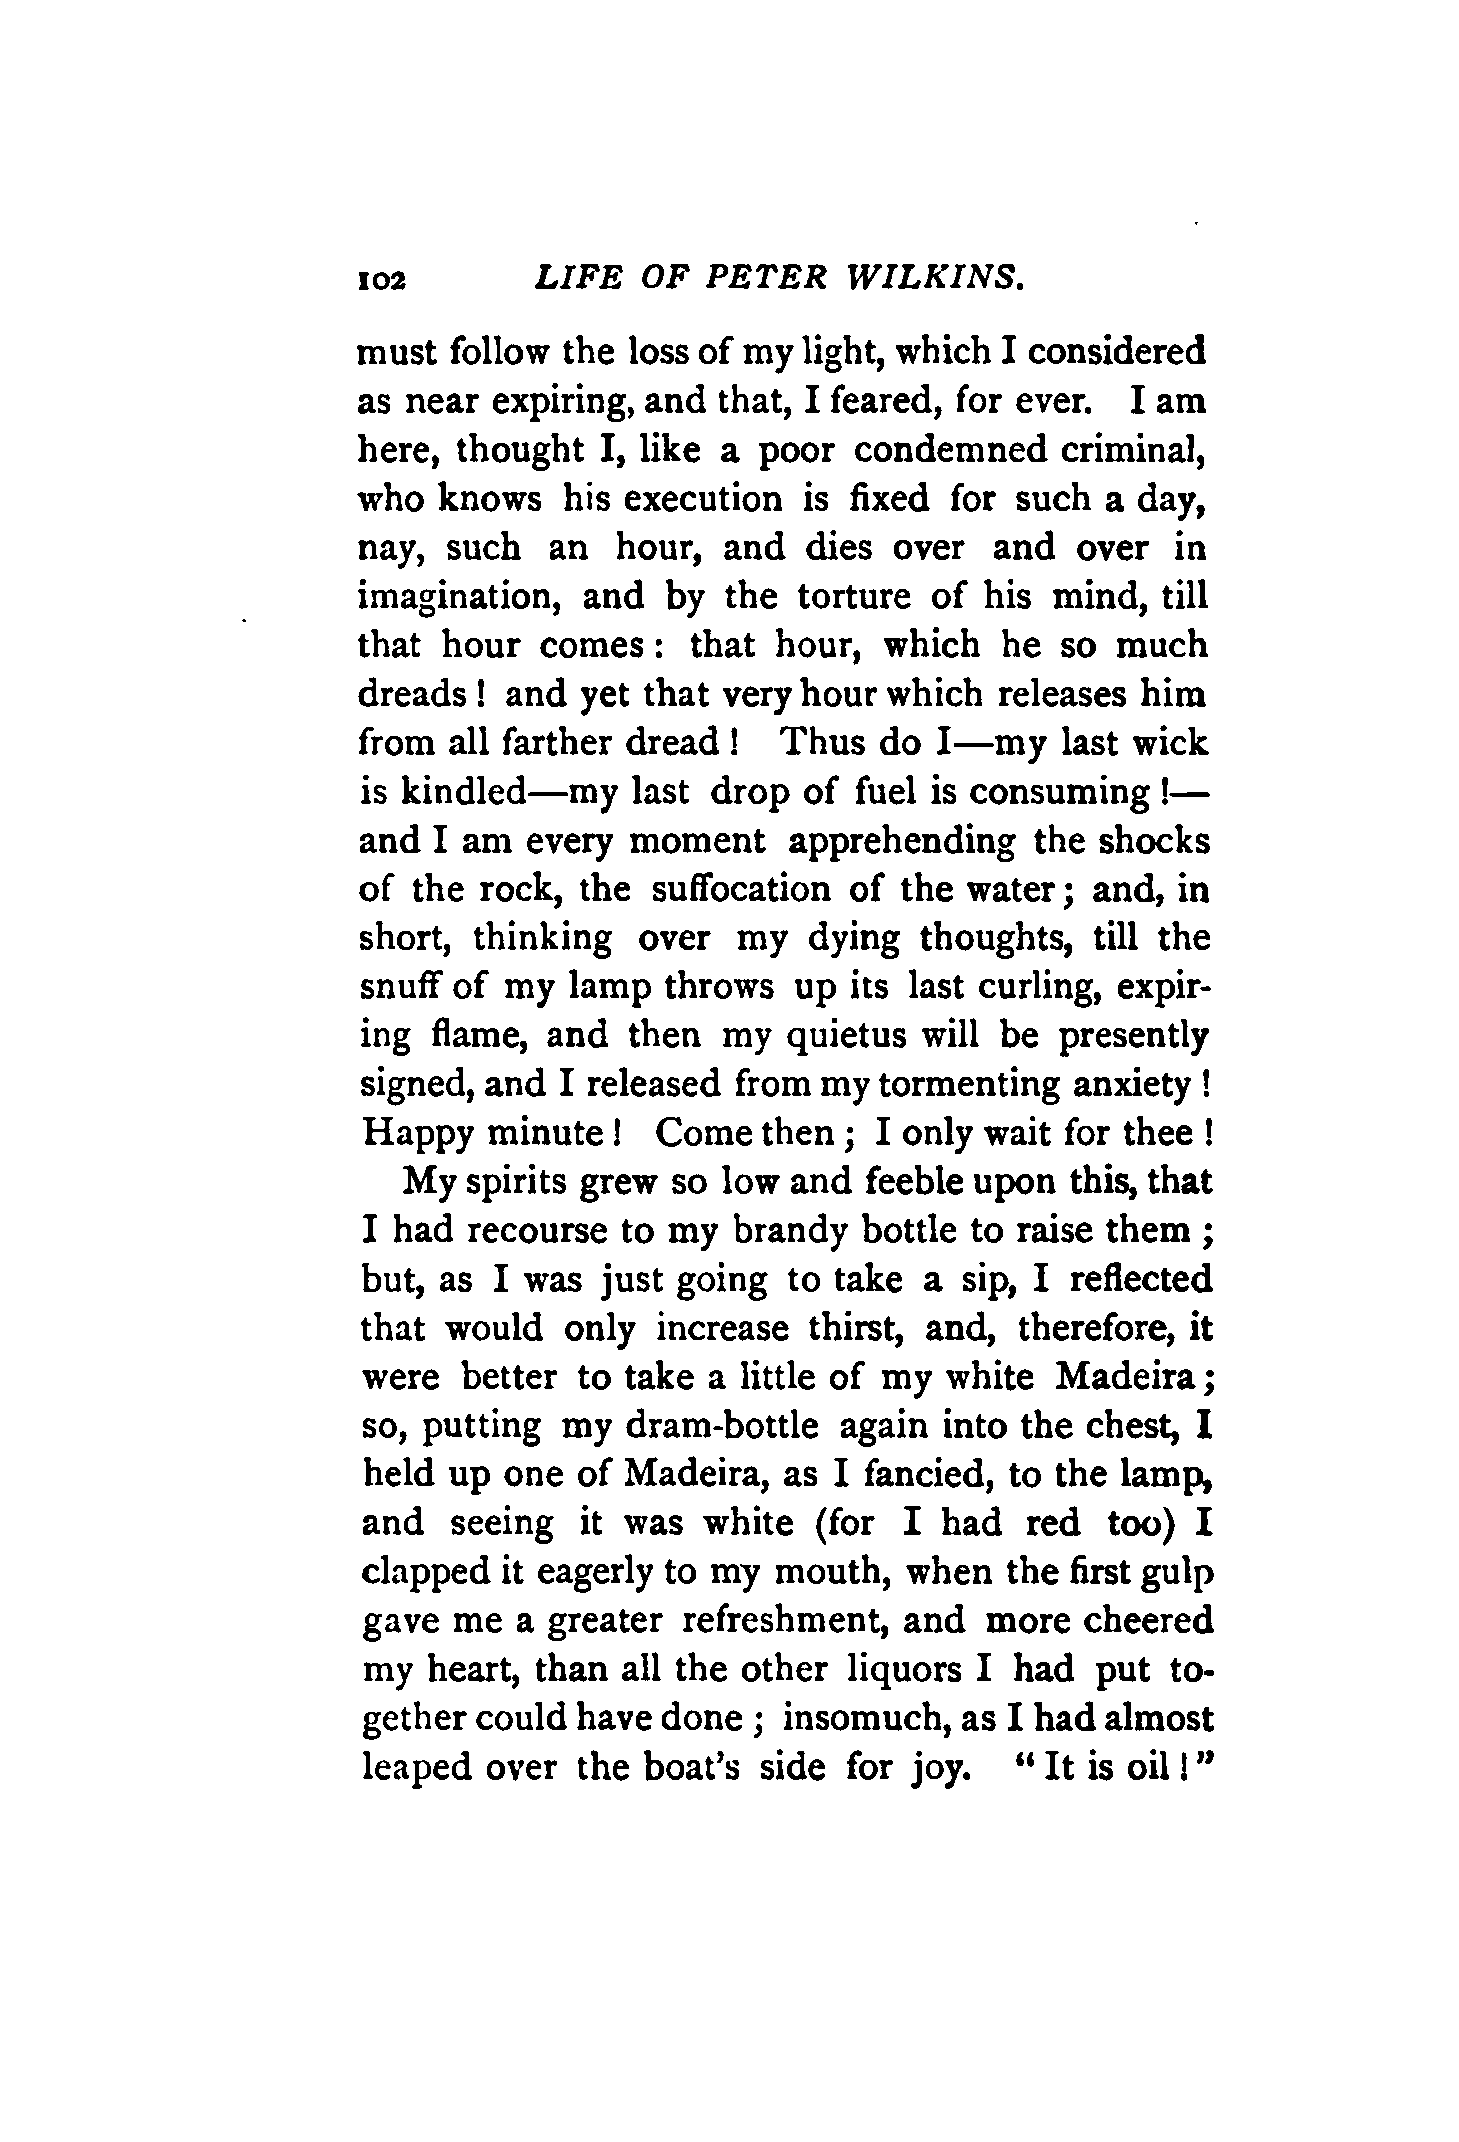 102 LIFE OF PETER WILKINS.
must follow the loss of my light, which I considered
as near expiring, and that, I feared, for ever. I am
here, thought I, like a poor condemned criminal,
who knows his execution is fixed for such a day,
nay, such an hour, and dies over and over in
imagination, and by the torture of his mind, till
that hour comes : that hour, which he so much
dreads ! and yet that very hour which releases him
from all farther dread ! Thus do I—my last wick
is kindled—my last drop of fuel is consuming !—
and I am every moment apprehending the shocks
of the rock, the suffocation of the water ; and, in
short, thinking over my dying thoughts, till the
snuff of my lamp throws up its last curling, expir-
ing flame, and then my quietus will be presently
signed, and I released from my tormenting anxiety !
Happy minute ! Come then ; I only wait for thee !
My spirits grew so low and feeble upon this, that
I had recourse to my brandy bottle to raise them ;
but, as I was just going to take a sip, I reflected
that would only increase thirst, and, therefore, it
were better to take a little of my white Madeira ;
so, putting my dram-bottle again into the chest, I
held up one of Madeira, as I fancied, to the lamp,
and seeing it was white (for I had red too) I
clapped it eagerly to my mouth, when the first gulp
gave me a greater refreshment, and more cheered
my heart, than all the other liquors I had put to-
gether could have done ; insomuch, as I had almost
leaped over the boat's side for joy. " It is oil ! "